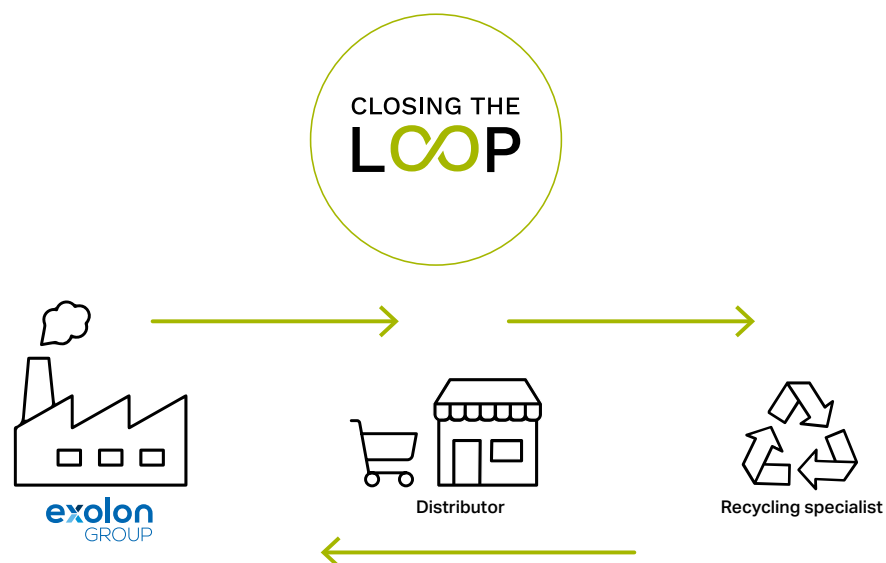 CLOSING THE
LOOP
exolon
GROUP
Distributor
Recycling specialist